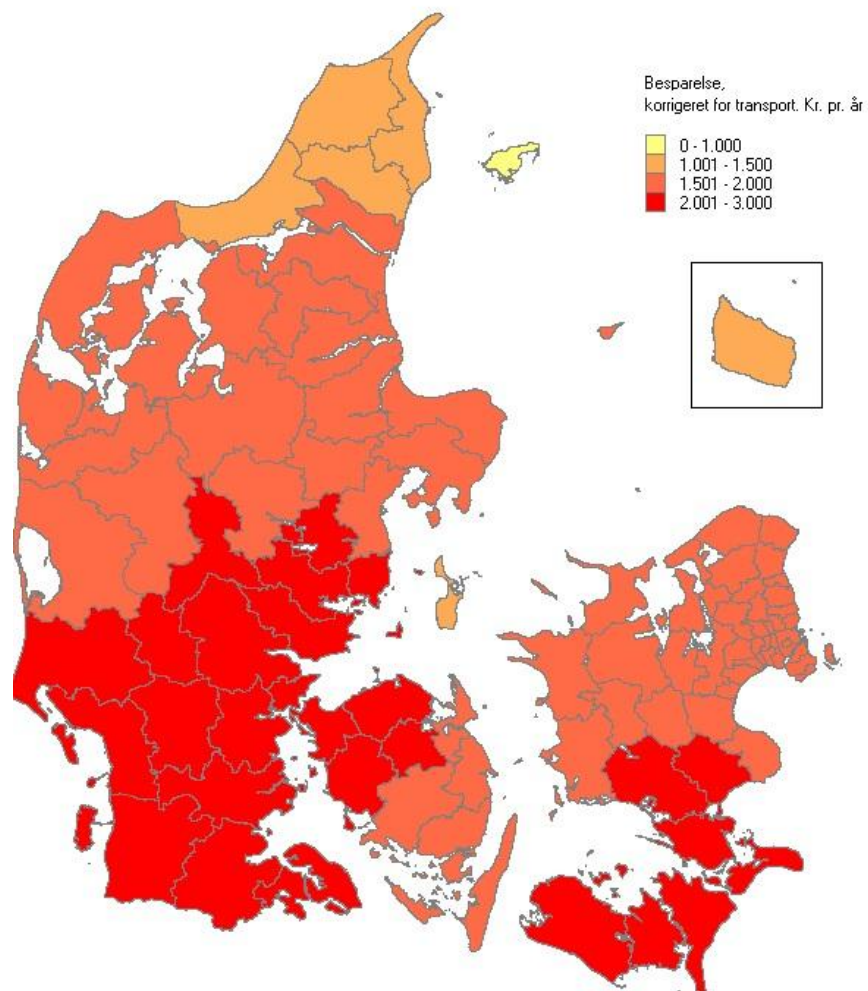 Besparelse,
korrigeret for transport. Kr. pr. år
0 - 1.000
1.001 - 1.500
1.501 - 2.000
2.001 - 3.000